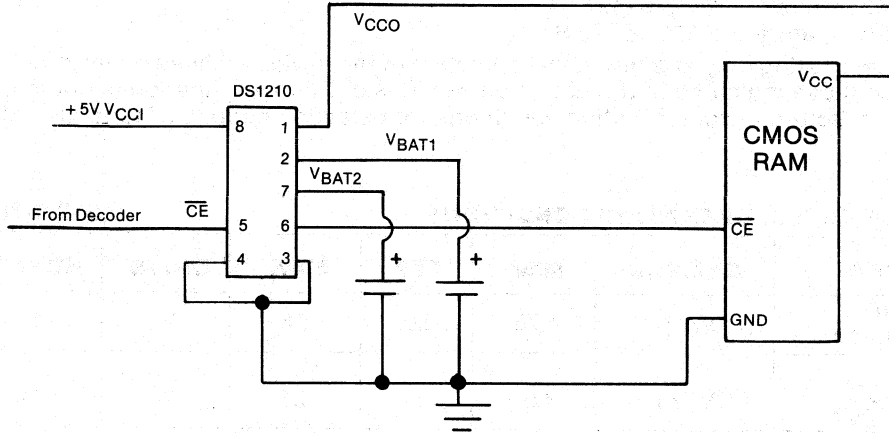 VCCO
DS1210
VCC
+5V VCCI
8
1
CMOS
RAM
2
VBAT1
7
VBAT2
From Decoder
CE
5
6
CE
4
3
+
+
GND